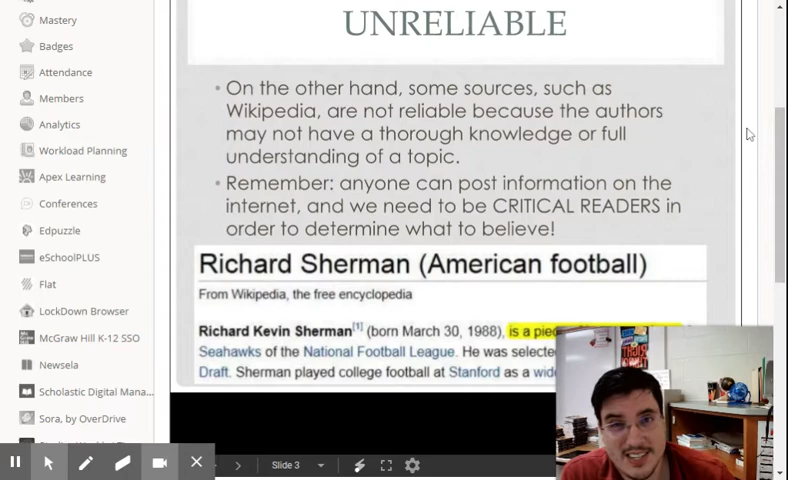 Mastery
Badges
Attendance
Members
Analytics
Workload Planning
Apex Learning
Conferences
Edpuzzle
eSchoolPLUS
Flat
LockDown Browser
McGraw Hill K-12 SSO
Newsela
Scholastic Digital Mana...
Sora, by OverDrive
UNRELIABLE
• On the other hand, some sources, such as
Wikipedia, are not reliable because the authors
may not have a thorough knowledge or full
understanding of a topic.
• Remember: anyone can post information on the
internet, and we need to be CRITICAL READERS in
order to determine what to believe!
Richard Sherman (American football)
From Wikipedia, the free encyclopedia
Richard Kevin Sherman[1] (born March 30, 1988), is a
Seahawks of the National Football League. He was selected
Draft. Sherman played college football at Stanford as a
Slide 3